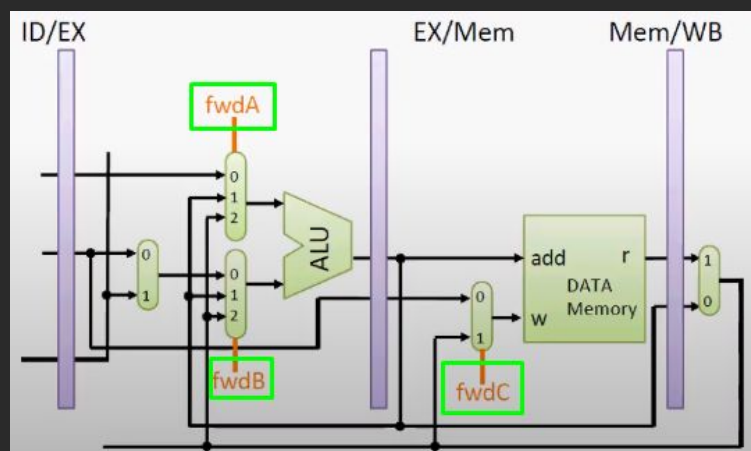 ID/EX
EX/Mem
Mem/WB
fwdA
0
1
2
0
1
0
1
2
ALU
fwdB
0
1
fwdC
add
r
DATA
Memory
w
1
0